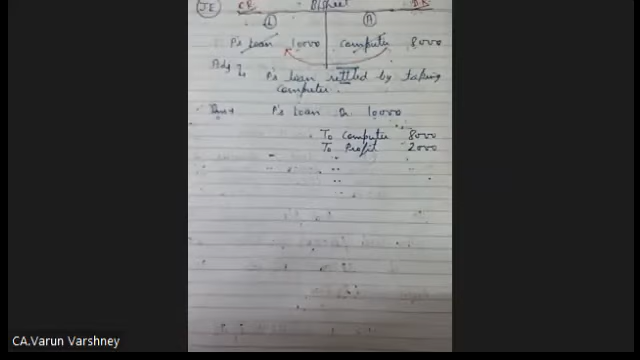 JE CR B/Sheet DR
L A
P's Loan 10000 Computer 8000
Adj P's loan settled by taking
computer.
P's Loan Dr 10000
To Computer 8000
To Profit 2000
CA.Varun Varshney